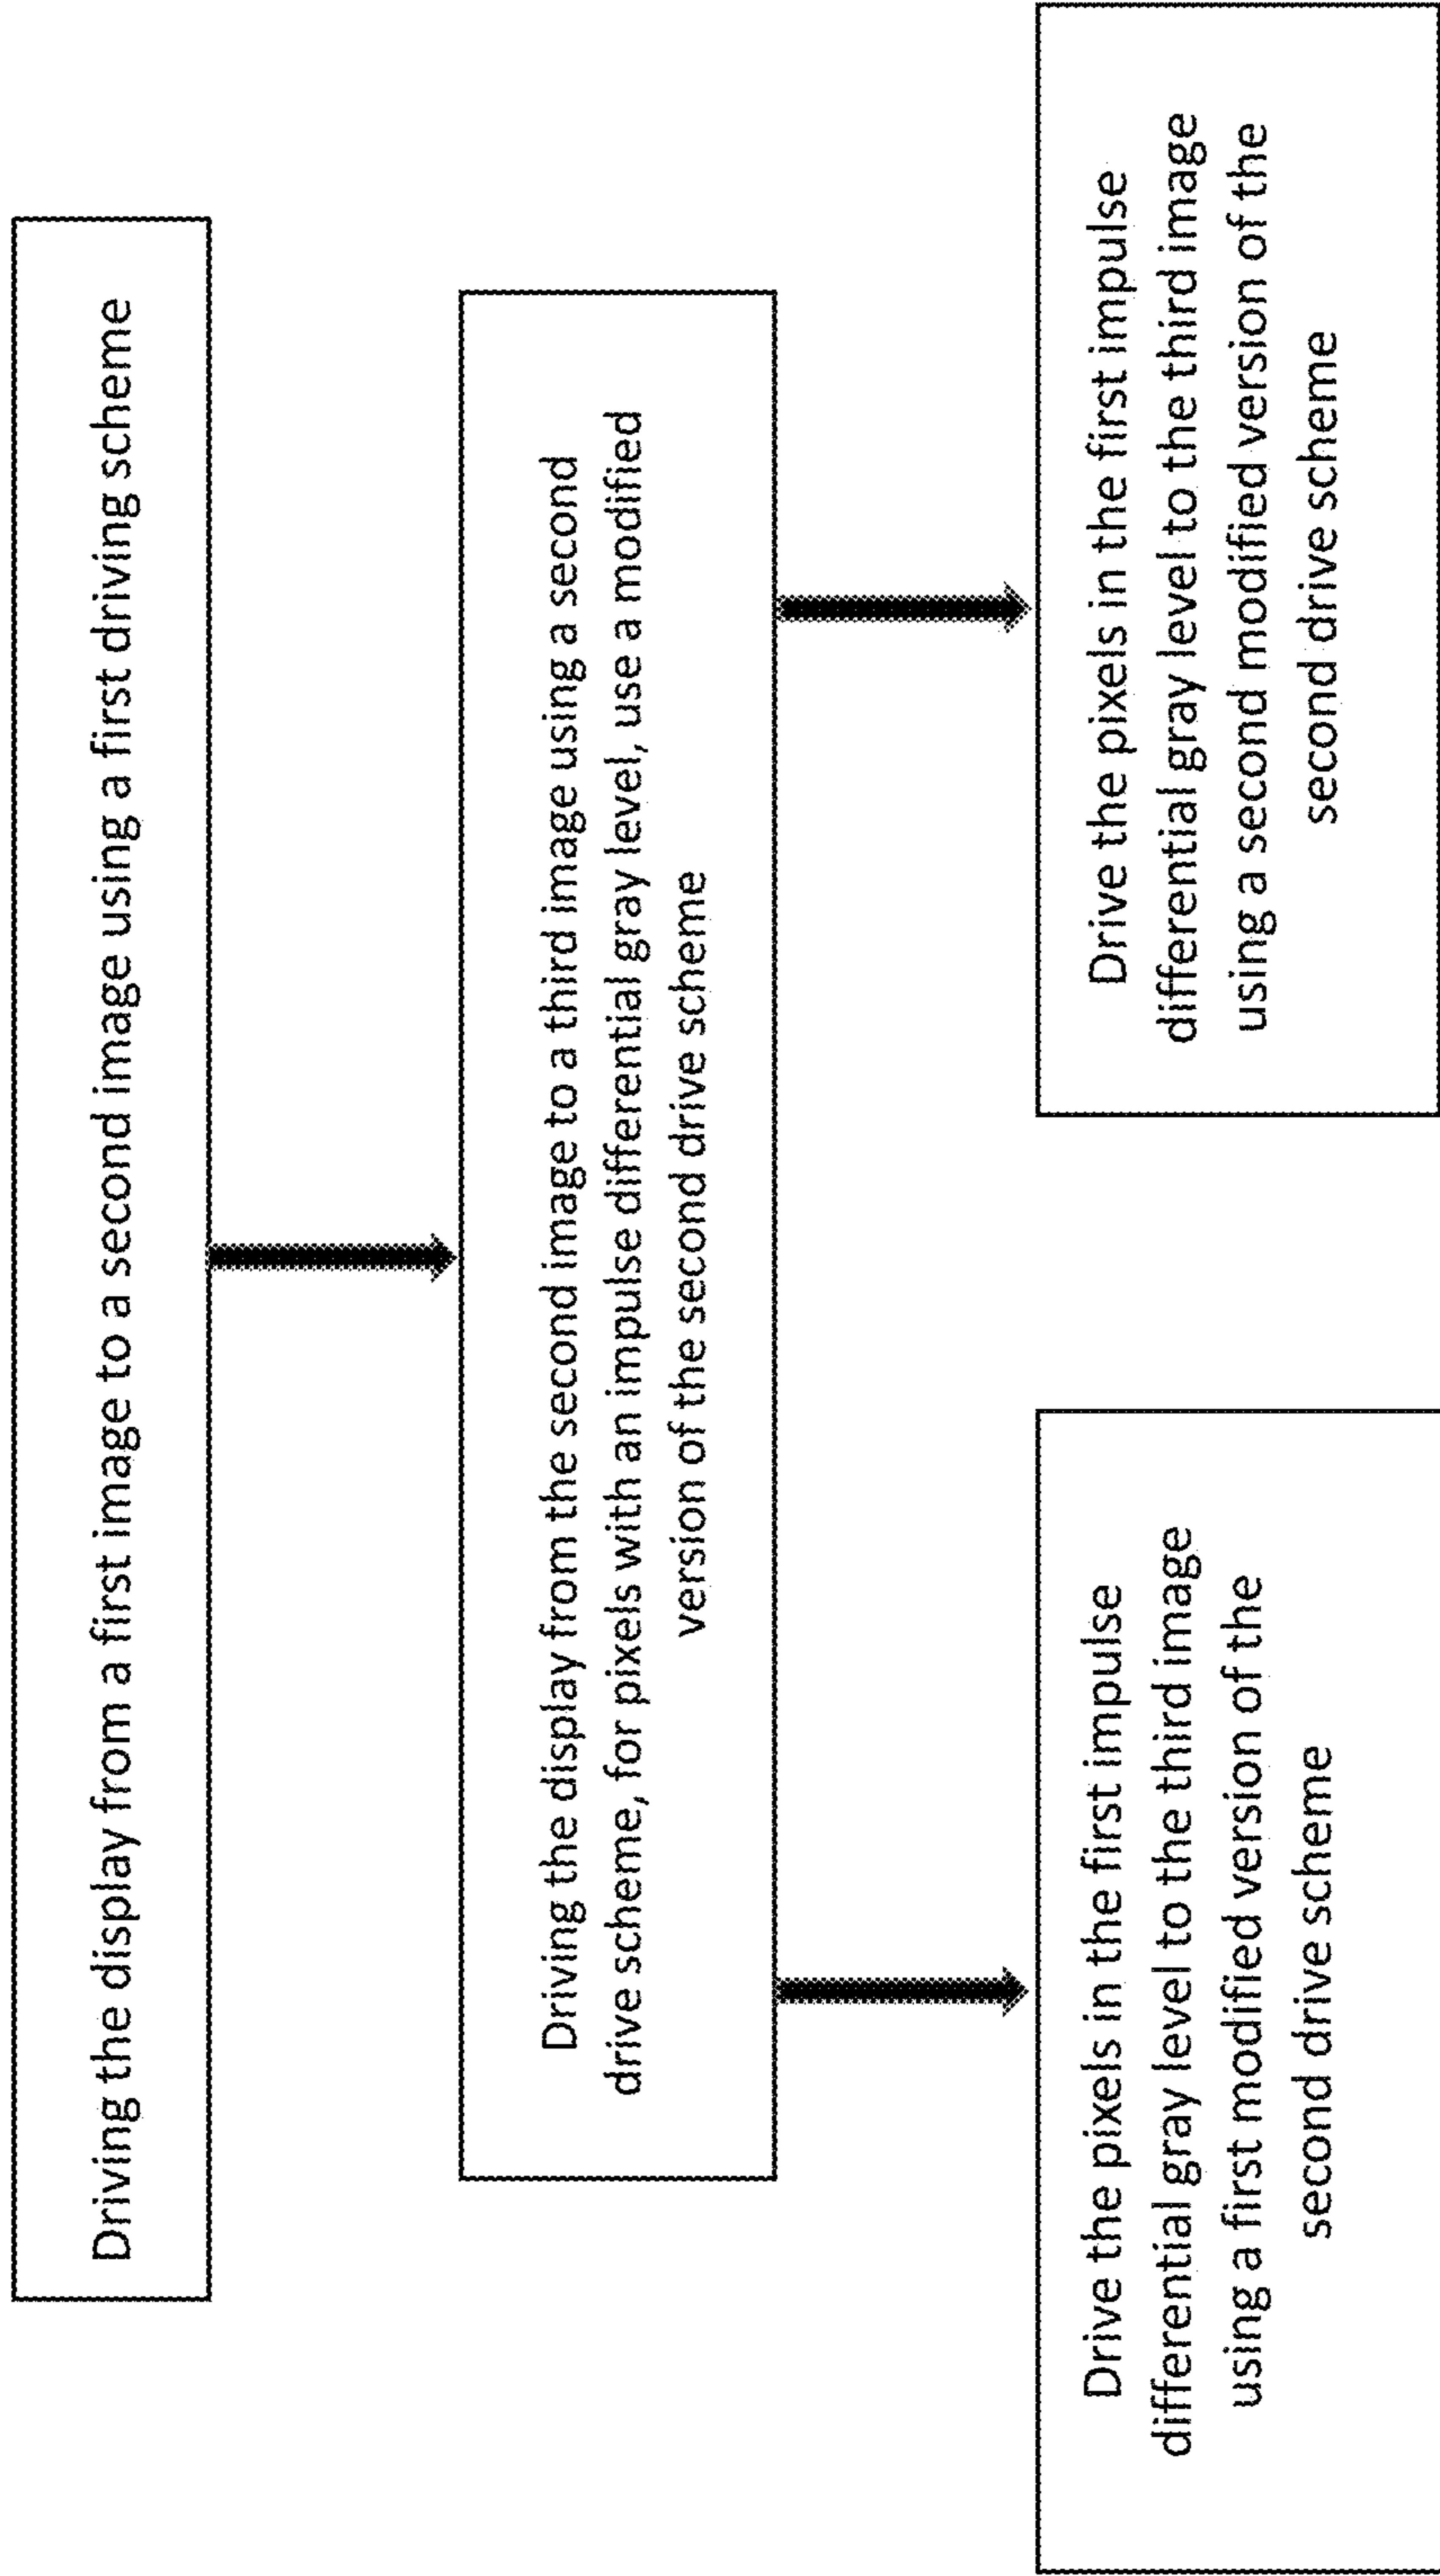 Driving the display from a first image to a second image using a first driving scheme
Driving the display from the second image to a third image using a second
drive scheme, for pixels with an impulse differential gray level, use a modified
version of the second drive scheme
Drive the pixels in the first impulse
differential gray level to the third image
using a first modified version of the
second drive scheme
Drive the pixels in the first impulse
differential gray level to the third image
using a second modified version of the
second drive scheme